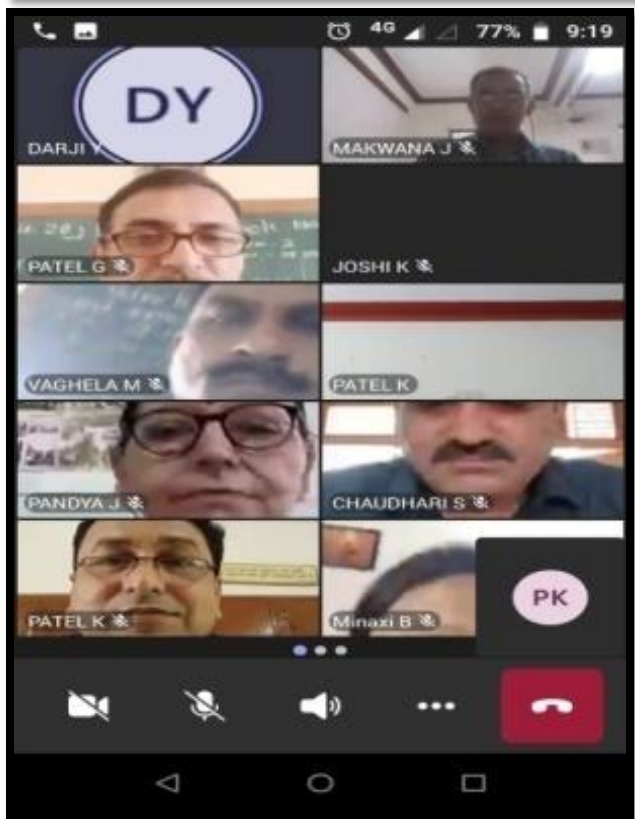 4G 77% 9:19
DY
DARJI Y
MAKWANA J
PATEL G
JOSHI K
VAGHELA M
PATEL K
PANDYA J
CHAUDHARI S
PATEL K
Minaxi B
PK